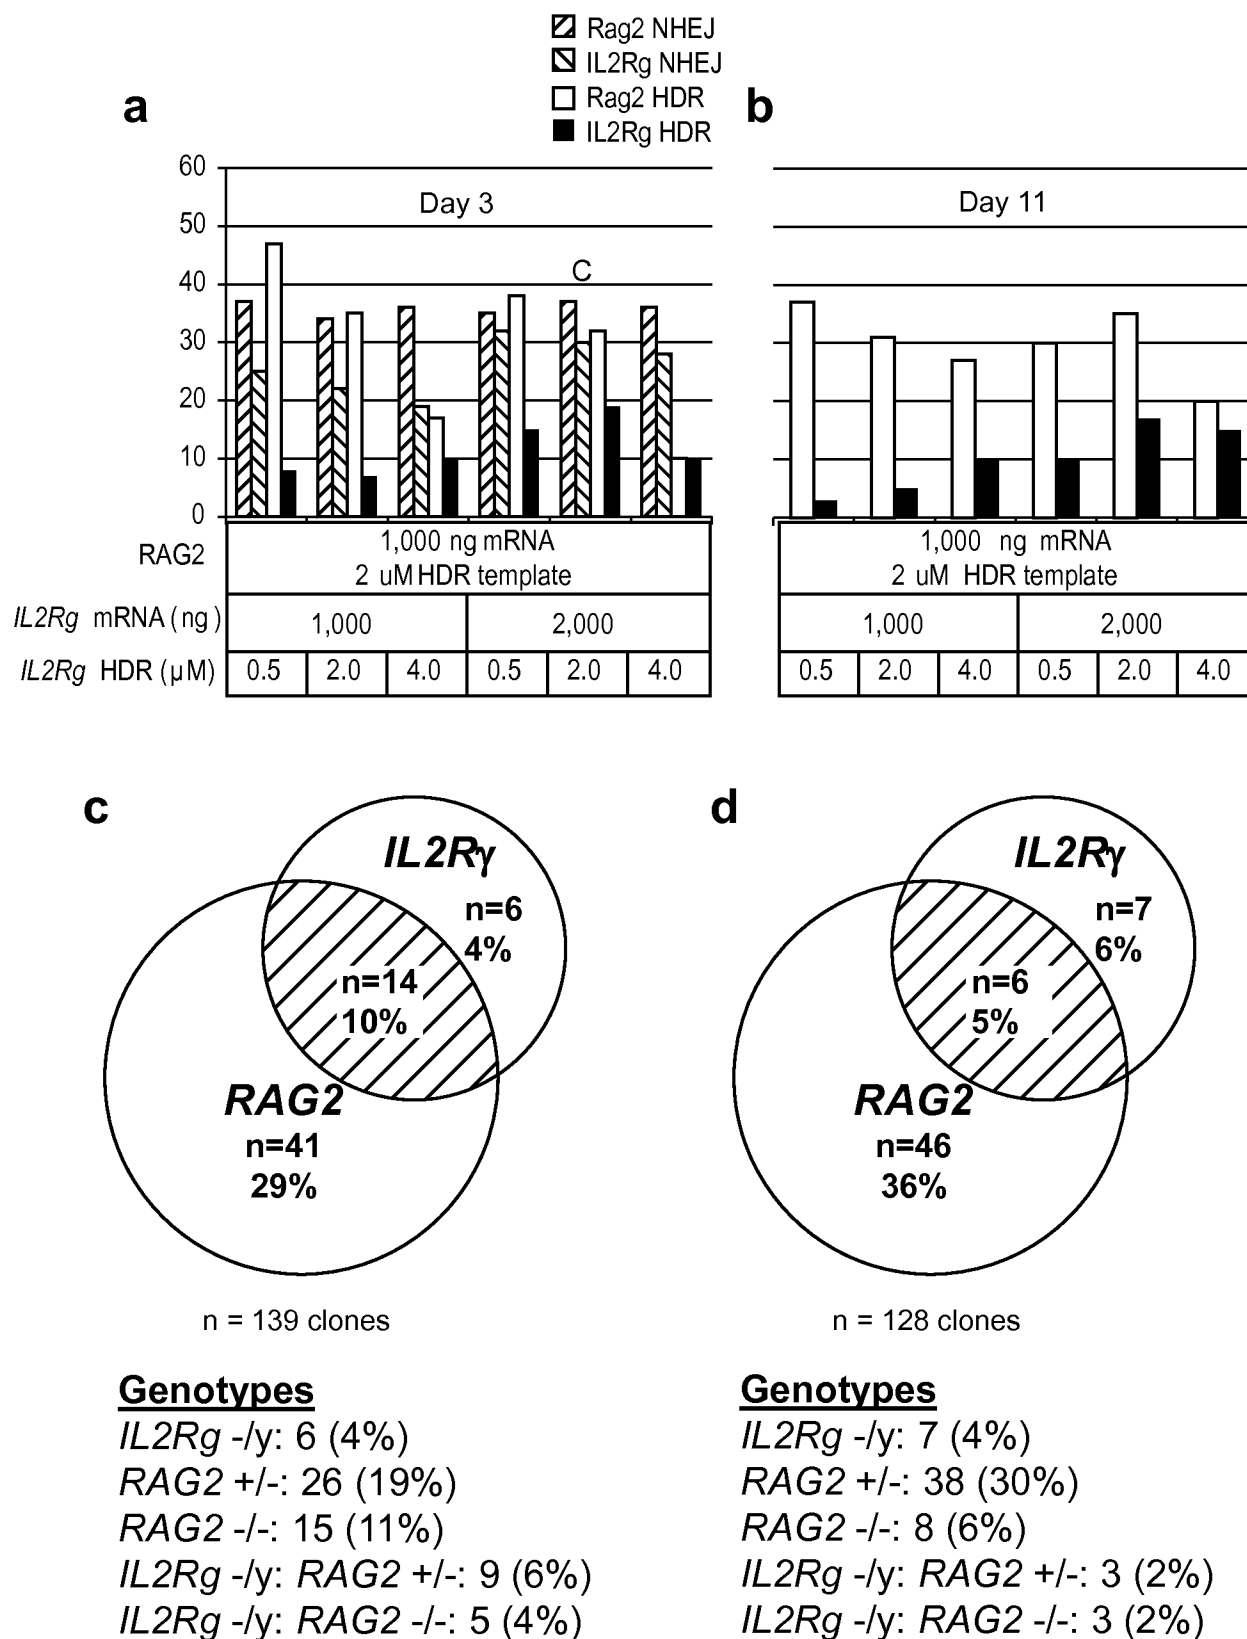 Rag2 NHEJ
IL2Rg NHEJ
Rag2 HDR
IL2Rg HDR
a
60
50
40
30
20
10
0
Day 3
C
RAG2
1,000 ng mRNA
2 uM HDR template
IL2Rg mRNA (ng)
1,000 2,000
IL2Rg HDR (µM)
0.5 2.0 4.0 0.5 2.0 4.0
b
Day 11
1,000 ng mRNA
2 uM HDR template
1,000 2,000
0.5 2.0 4.0 0.5 2.0 4.0
c
IL2Rγ
n=6
4%
n=14
10%
RAG2
n=41
29%
n = 139 clones
Genotypes
IL2Rg -/y: 6 (4%)
RAG2 +/-: 26 (19%)
RAG2 -/-: 15 (11%)
IL2Rg -/y: RAG2 +/-: 9 (6%)
IL2Rg -/y: RAG2 -/-: 5 (4%)
d
IL2Rγ
n=7
6%
n=6
5%
RAG2
n=46
36%
n = 128 clones
Genotypes
IL2Rg -/y: 7 (4%)
RAG2 +/-: 38 (30%)
RAG2 -/-: 8 (6%)
IL2Rg -/y: RAG2 +/-: 3 (2%)
IL2Rg -/y: RAG2 -/-: 3 (2%)